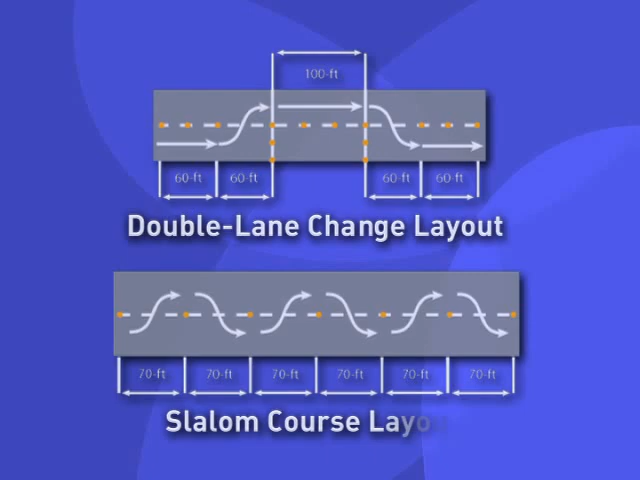 100-ft
60-ft 60-ft 60-ft 60-ft
Double-Lane Change Layout
70-ft 70-ft 70-ft 70-ft 70-ft 70-ft
Slalom Course Layo